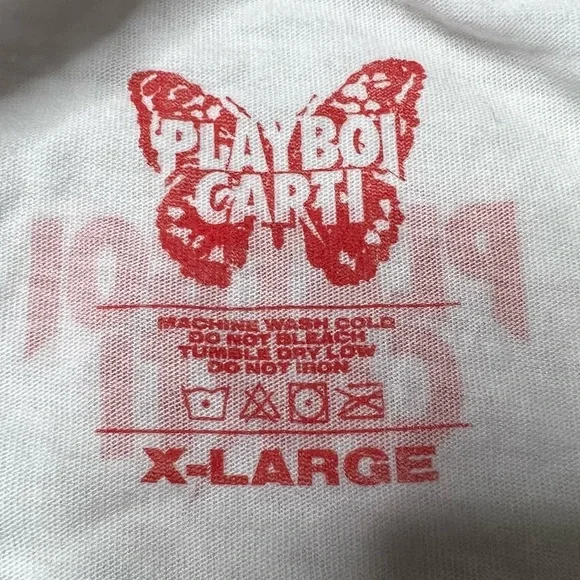 PLAYBOI
CARTI
MACHINE WASH COLD
DO NOT BLEACH
TUMBLE DRY LOW
DO NOT IRON
X-LARGE